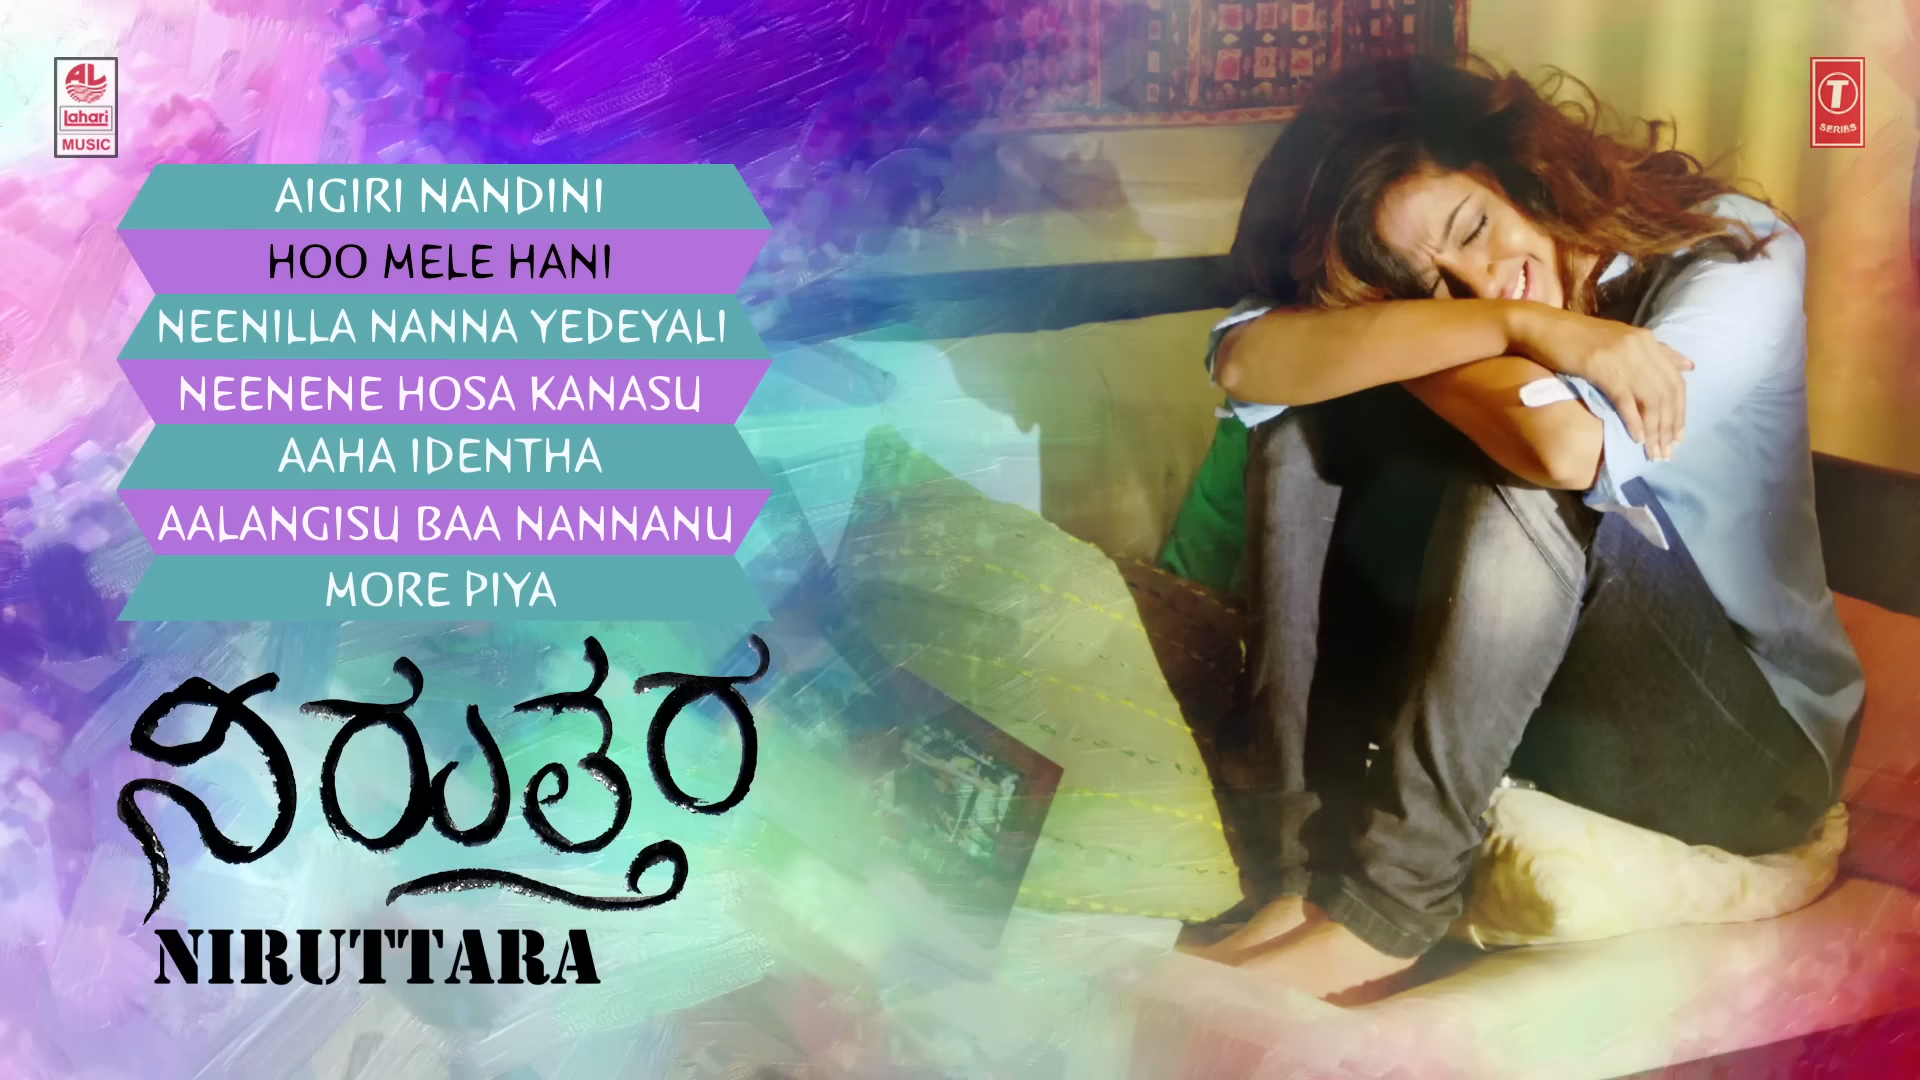 AL
lahari
MUSIC
T
SERIES
AIGIRI NANDINI
HOO MELE HANI
NEENILLA NANNA YEDEYALI
NEENENE HOSA KANASU
AAHA IDENTHA
AALANGISU BAA NANNANU
MORE PIYA
ನಿರುತ್ತರ
NIRUTTARA